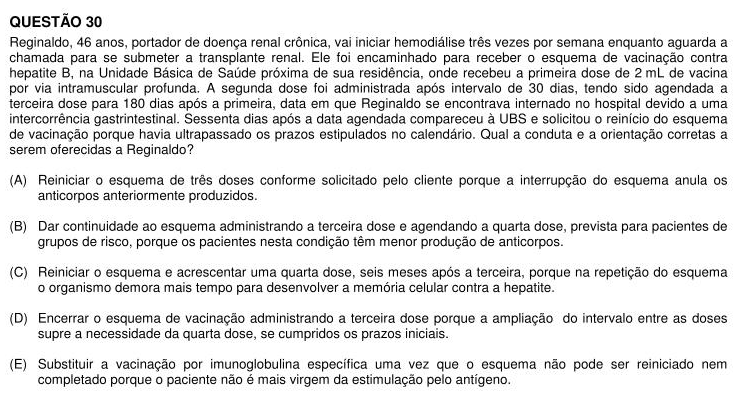 QUESTÃO 30
Reginaldo, 46 anos, portador de doença renal crônica, vai iniciar hemodiálise três vezes por semana enquanto aguarda a
chamada para se submeter a transplante renal. Ele foi encaminhado para receber o esquema de vacinação contra
hepatite B, na Unidade Básica de Saúde próxima de sua residência, onde recebeu a primeira dose de 2 mL de vacina
por via intramuscular profunda. A segunda dose foi administrada após intervalo de 30 dias, tendo sido agendada a
terceira dose para 180 dias após a primeira, data em que Reginaldo se encontrava internado no hospital devido a uma
intercorrência gastrintestinal. Sessenta dias após a data agendada compareceu à UBS e solicitou o reinício do esquema
de vacinação porque havia ultrapassado os prazos estipulados no calendário. Qual a conduta e a orientação corretas a
serem oferecidas a Reginaldo?
(A) Reiniciar o esquema de três doses conforme solicitado pelo cliente porque a interrupção do esquema anula os
anticorpos anteriormente produzidos.
(B) Dar continuidade ao esquema administrando a terceira dose e agendando a quarta dose, prevista para pacientes de
grupos de risco, porque os pacientes nesta condição têm menor produção de anticorpos.
(C) Reiniciar o esquema e acrescentar uma quarta dose, seis meses após a terceira, porque na repetição do esquema
o organismo demora mais tempo para desenvolver a memória celular contra a hepatite.
(D) Encerrar o esquema de vacinação administrando a terceira dose porque a ampliação do intervalo entre as doses
supre a necessidade da quarta dose, se cumpridos os prazos iniciais.
(E) Substituir a vacinação por imunoglobulina específica uma vez que o esquema não pode ser reiniciado nem
completado porque o paciente não é mais virgem da estimulação pelo antígeno.